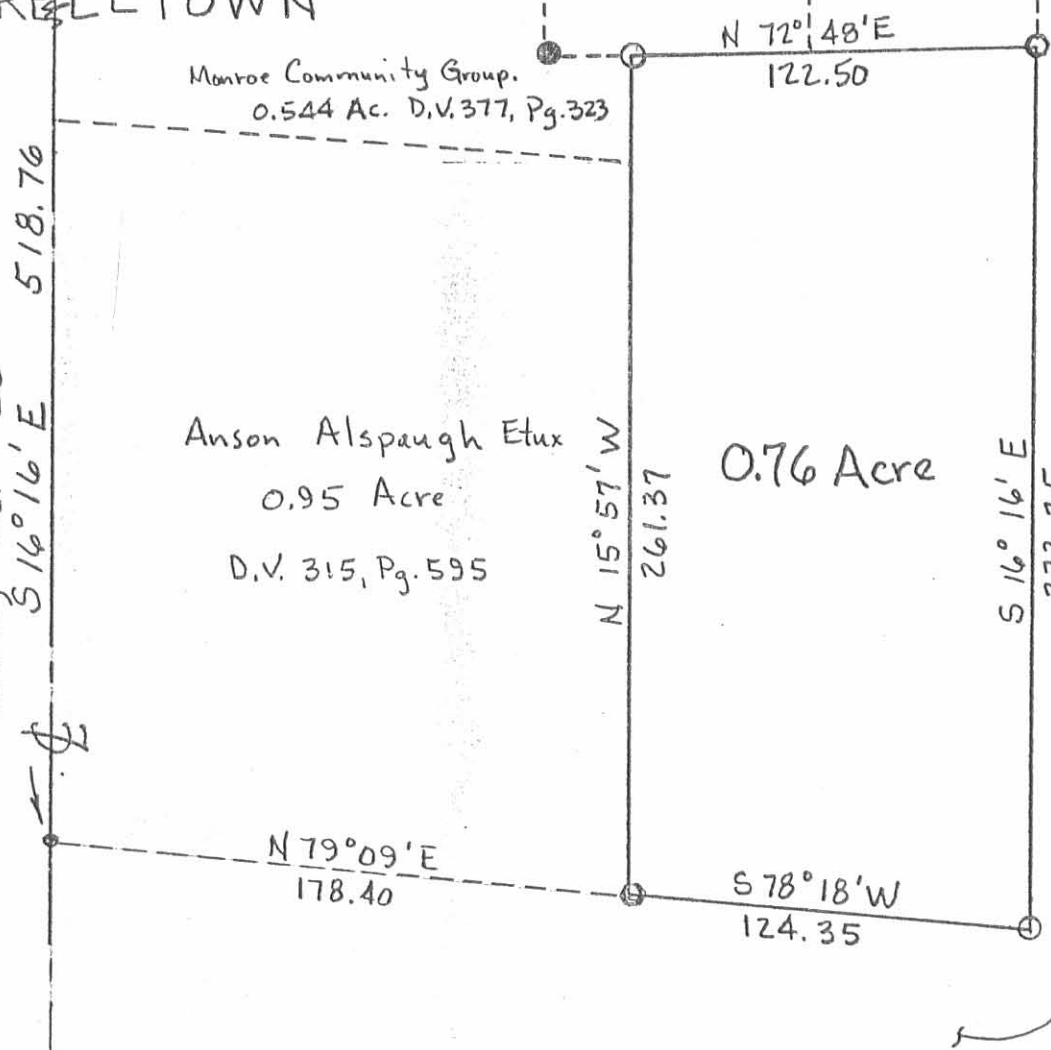 N 72° 48' E
122.50
Monroe Community Group.
0.544 Ac. D.V. 377, Pg. 323
S 16° 16' E 518.76
Anson Alspaugh Etux
0.95 Acre
D.V. 315, Pg. 595
N 15° 57' W
261.37
0.76 Acre
S 16° 16' E
N 79° 09' E
178.40
S 78° 18' W
124.35